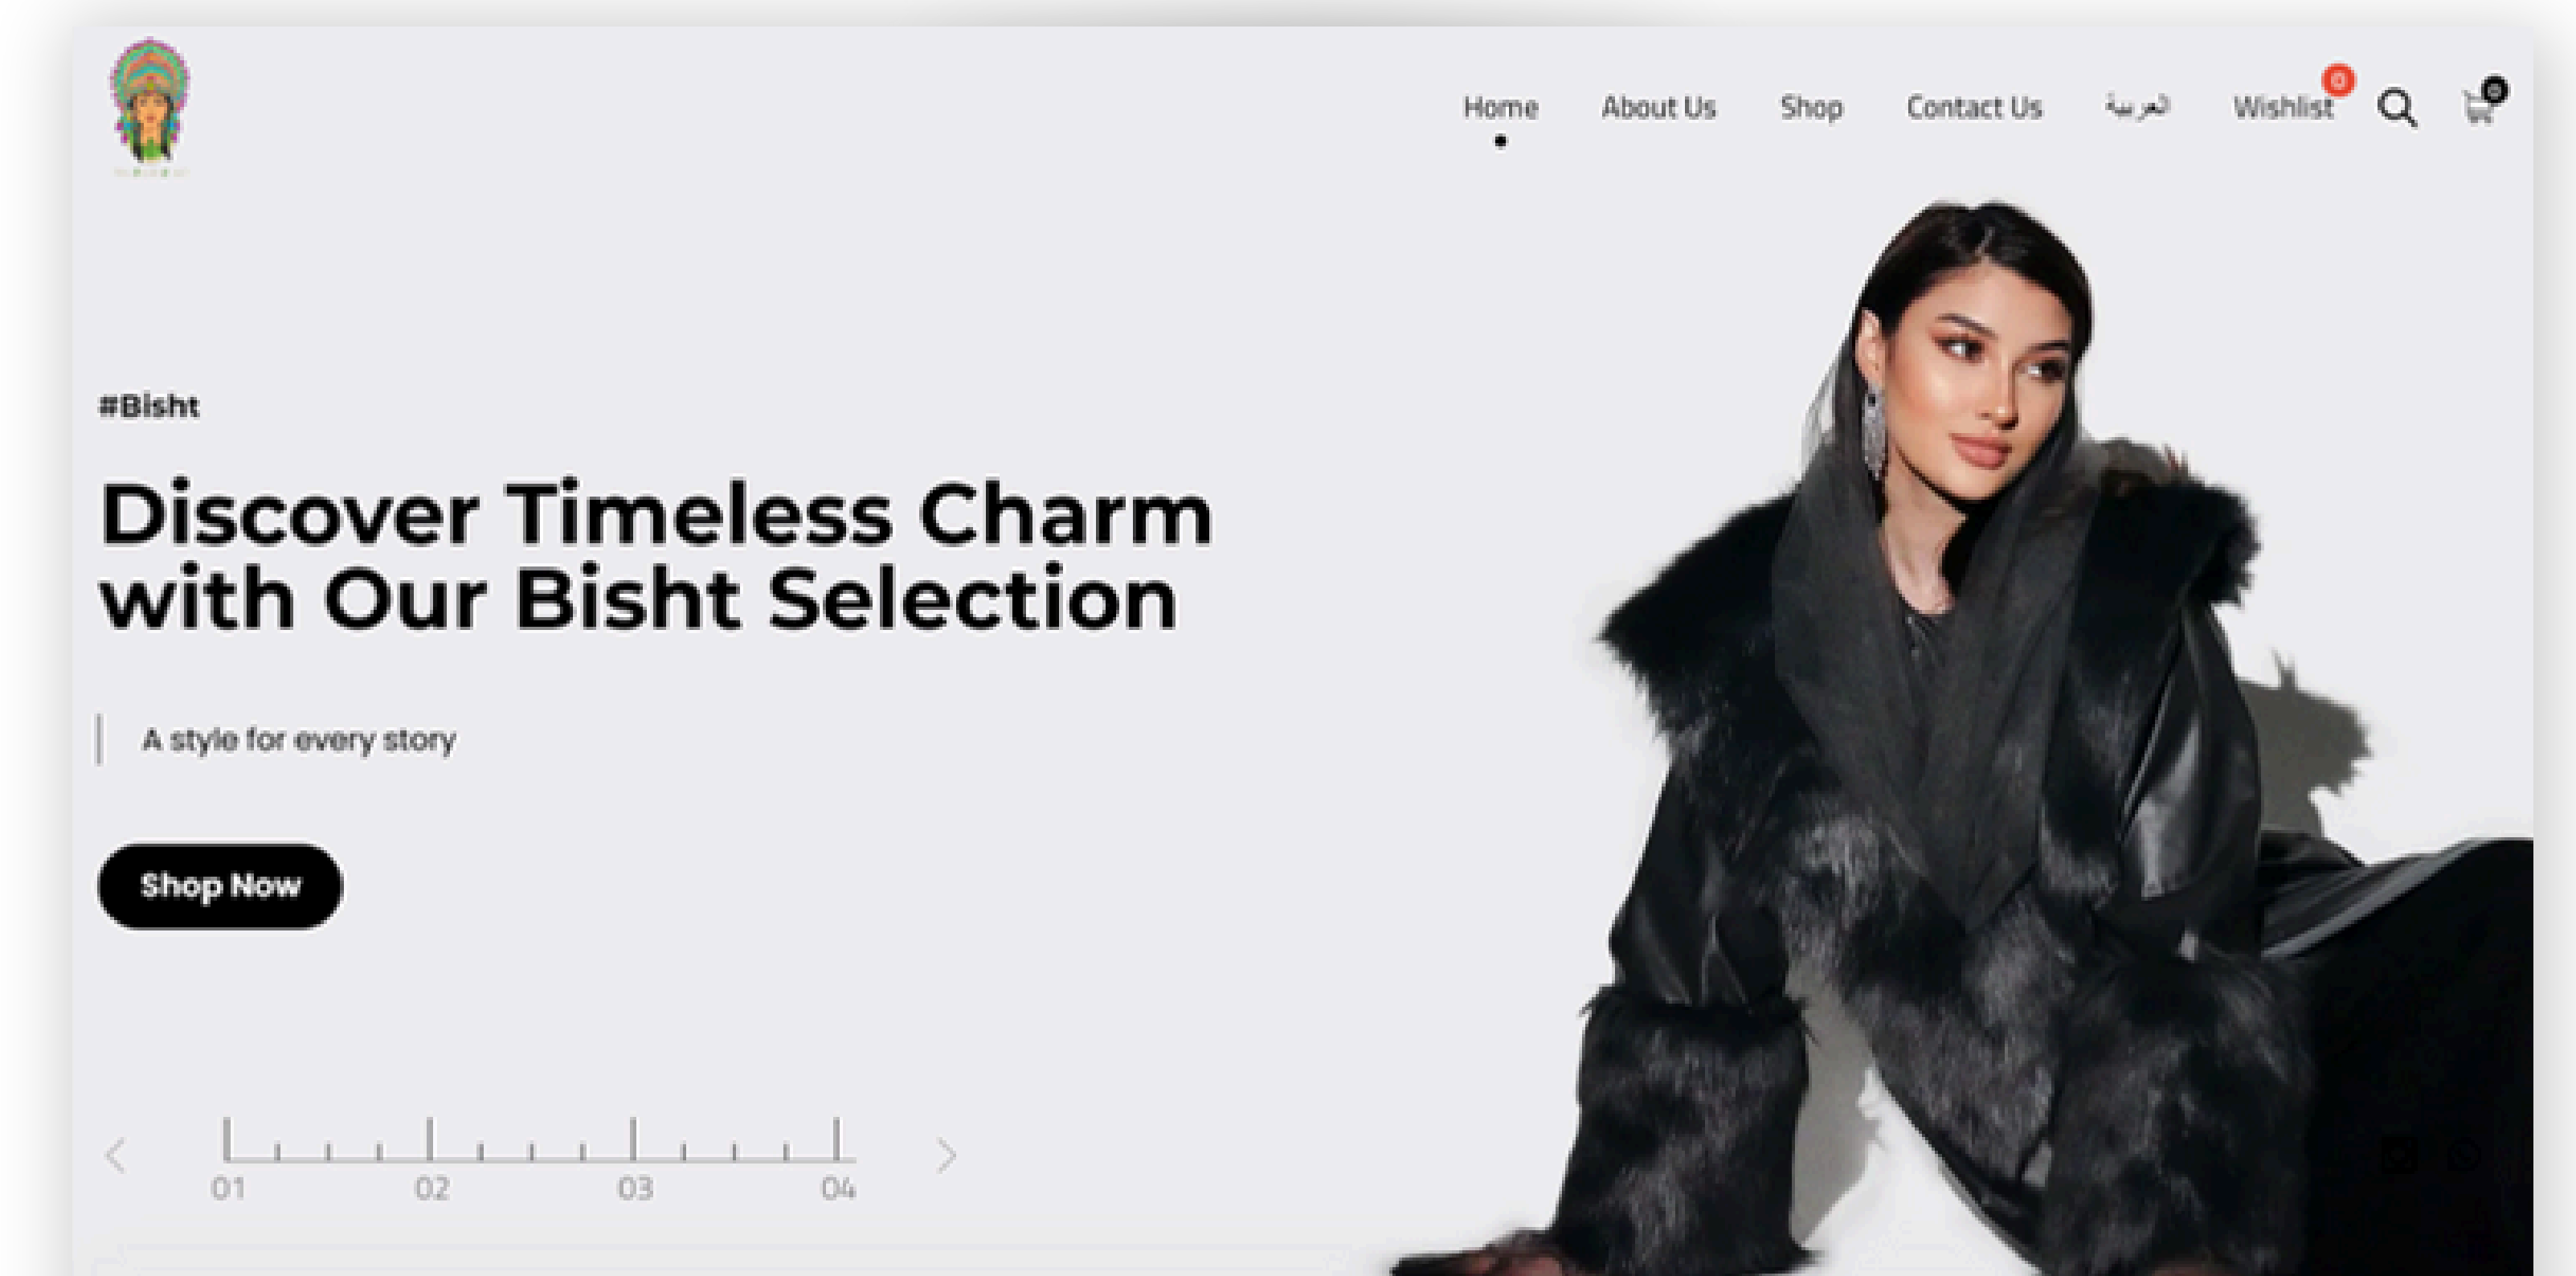 Home About Us Shop Contact Us العربية Wishlist 0 0
#Bisht
Discover Timeless Charm
with Our Bisht Selection
A style for every story
Shop Now
01 02 03 04